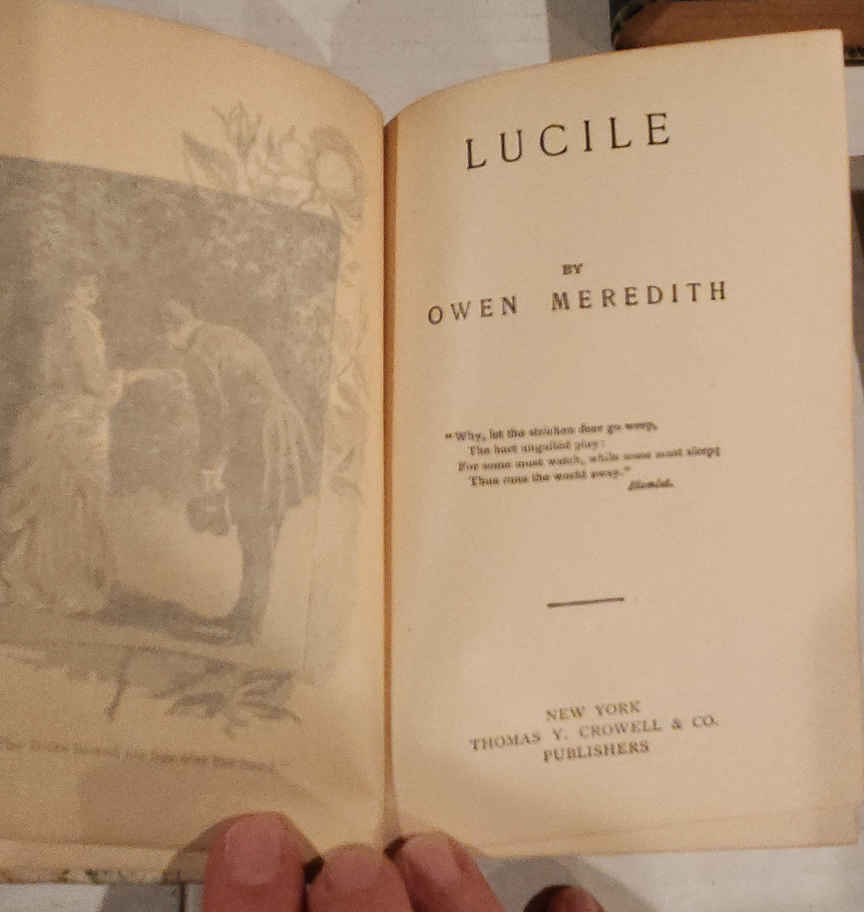 LUCILE
BY
OWEN MEREDITH
"Why, let the stricken deer go weep,
The hart ungalled play:
For some must watch, while some must sleep;
Thus runs the world away."
Hamlet.
NEW YORK
THOMAS Y. CROWELL & CO.
PUBLISHERS